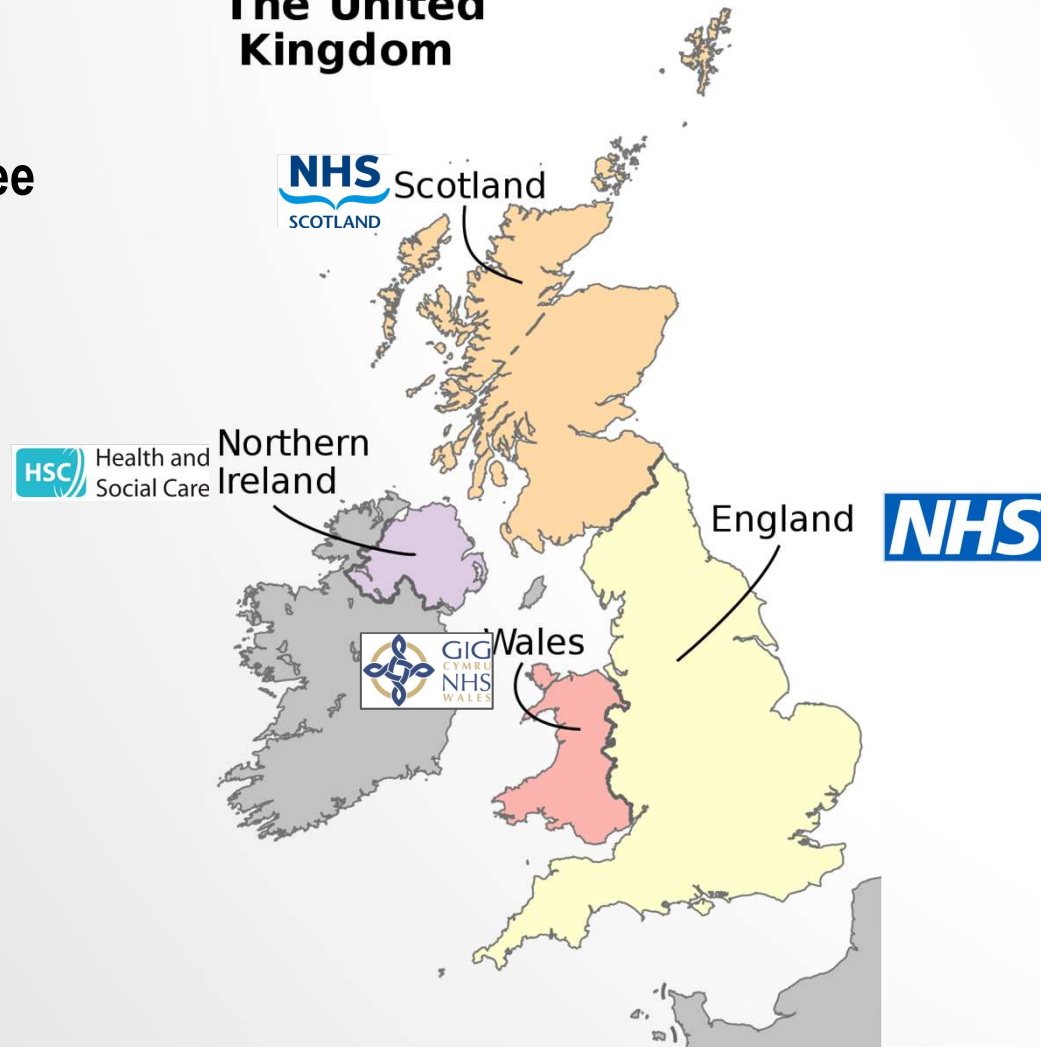 The United
Kingdom
ee
NHS
SCOTLAND
Scotland
HSC
Health and
Social Care
Northern
Ireland
England
NHS
Wales
GIG
CYMRU
NHS
WALES